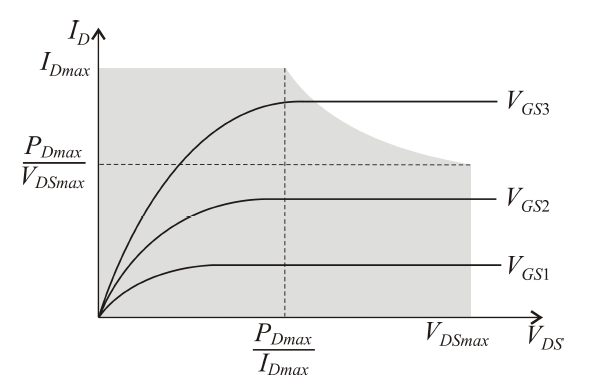 I_D
I_Dmax
V_GS3
P_Dmax
V_DSmax
V_GS2
V_GS1
P_Dmax
I_Dmax
V_DSmax
V_DS